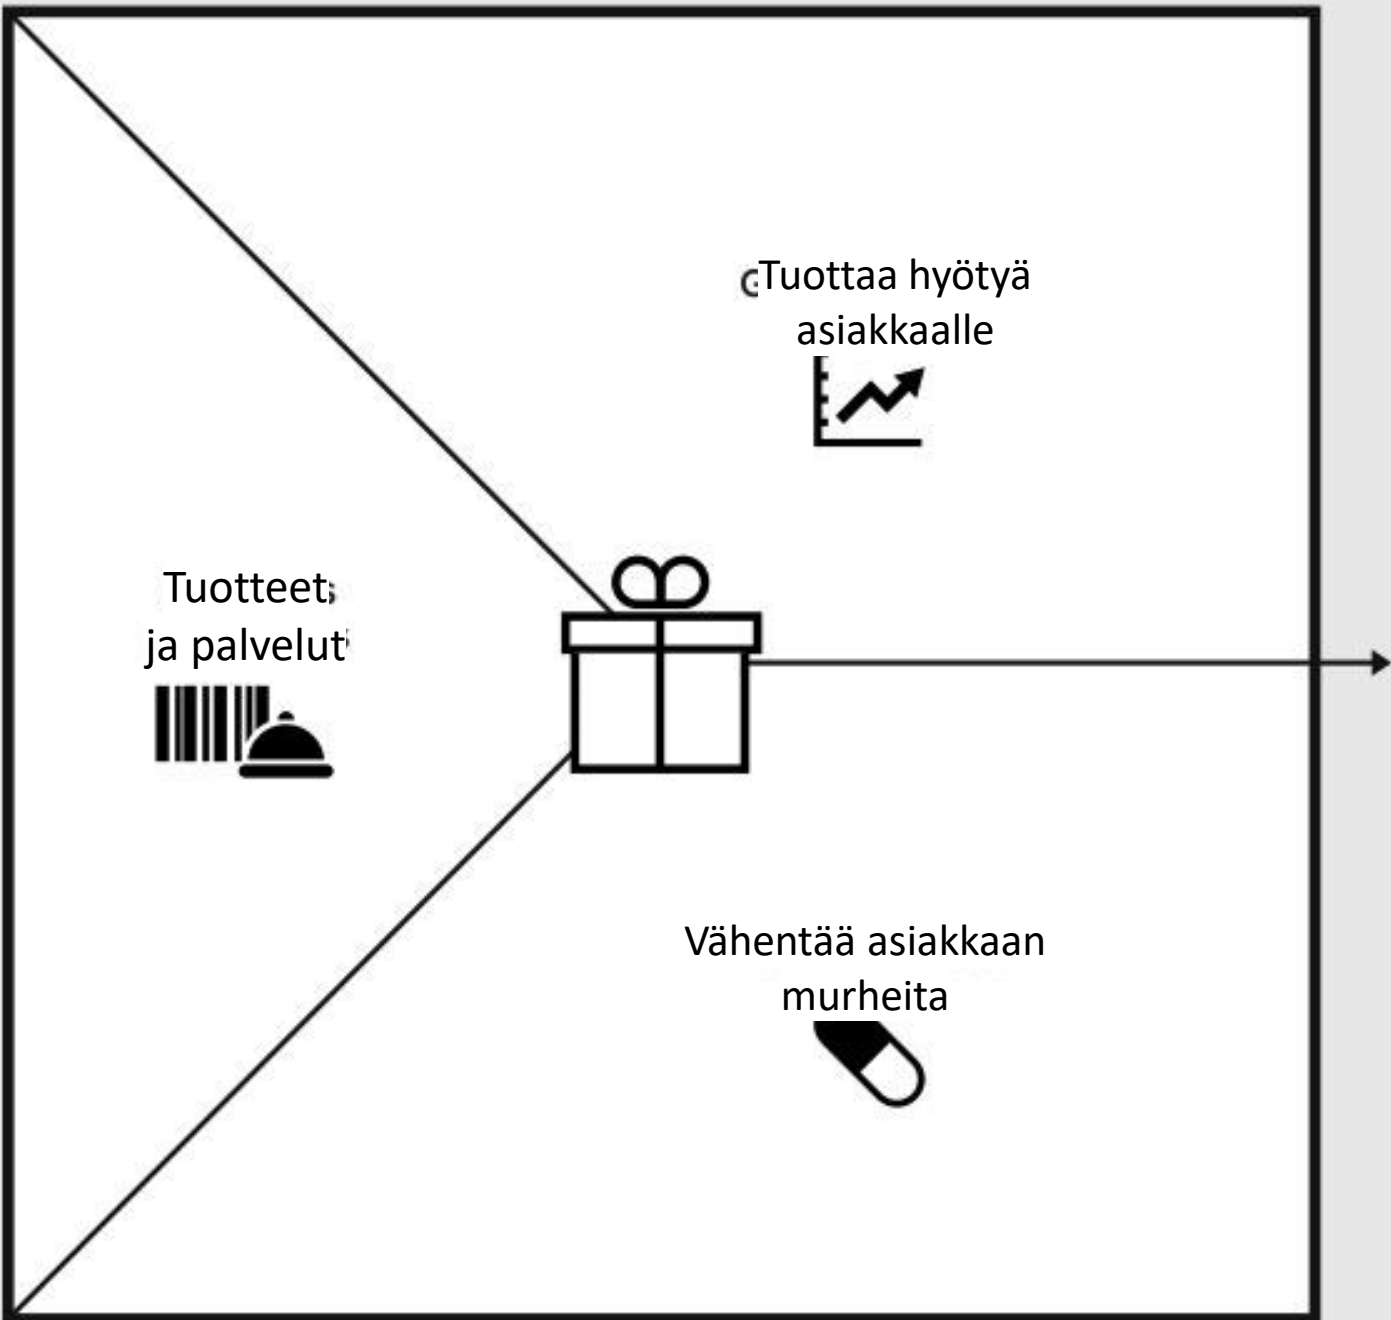 Tuottaa hyötyä
asiakkaalle
Tuotteet
ja palvelut
Vähentää asiakkaan
murheita